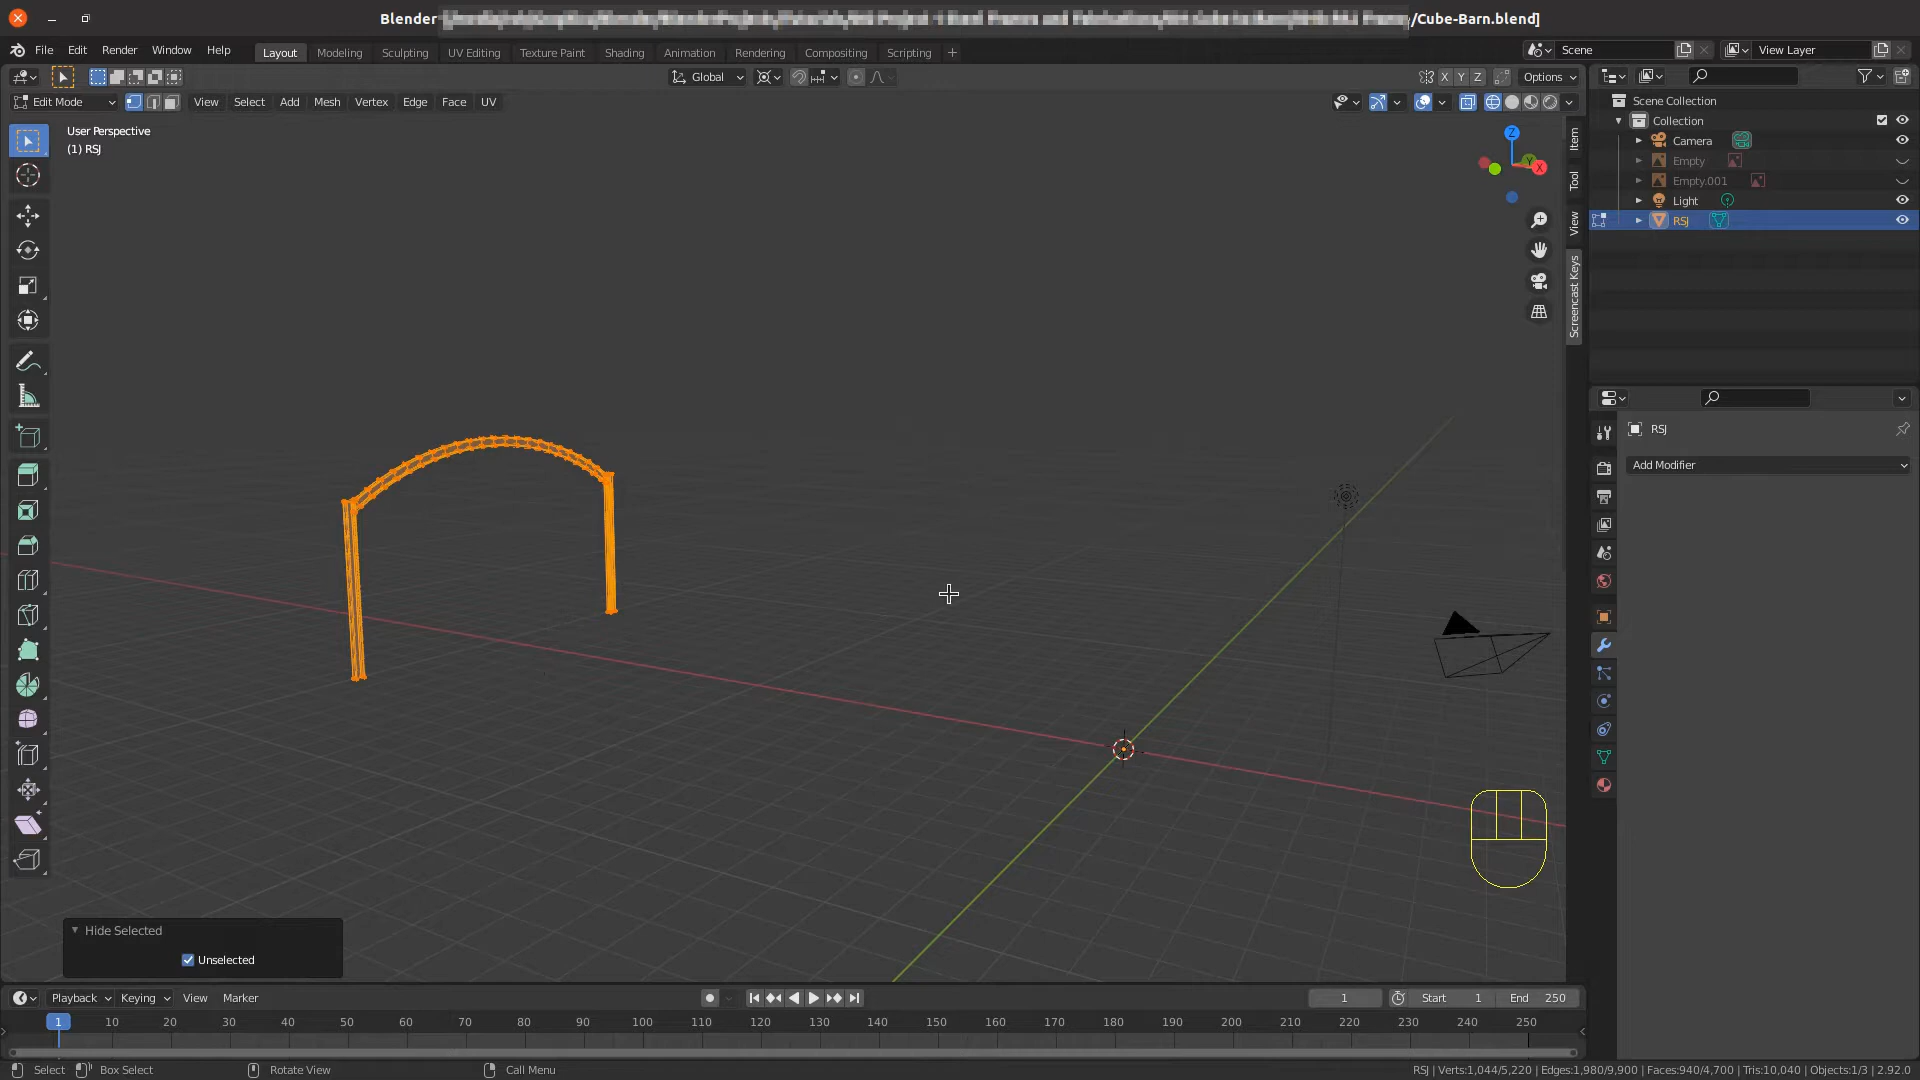 Blender
/Cube-Barn.blend]
File Edit Render Window Help
Layout Modeling Sculpting UV Editing Texture Paint Shading Animation Rendering Compositing Scripting +
Scene
View Layer
Global
X Y Z
Options
Edit Mode
View Select Add Mesh Vertex Edge Face UV
User Perspective
(1) RSJ
Z
Y
X
Item
Tool
View
Screencast Keys
Scene Collection
Collection
Camera
Empty
Empty.001
Light
RSJ
RSJ
Add Modifier
Hide Selected
Unselected
Playback Keying View Marker
1
Start 1
End 250
1 10 20 30 40 50 60 70 80 90 100 110 120 130 140 150 160 170 180 190 200 210 220 230 240 250
Select Box Select Rotate View Call Menu
RSJ | Verts:1,044/5,220 | Edges:1,980/9,900 | Faces:940/4,700 | Tris:10,040 | Objects:1/3 | 2.92.0